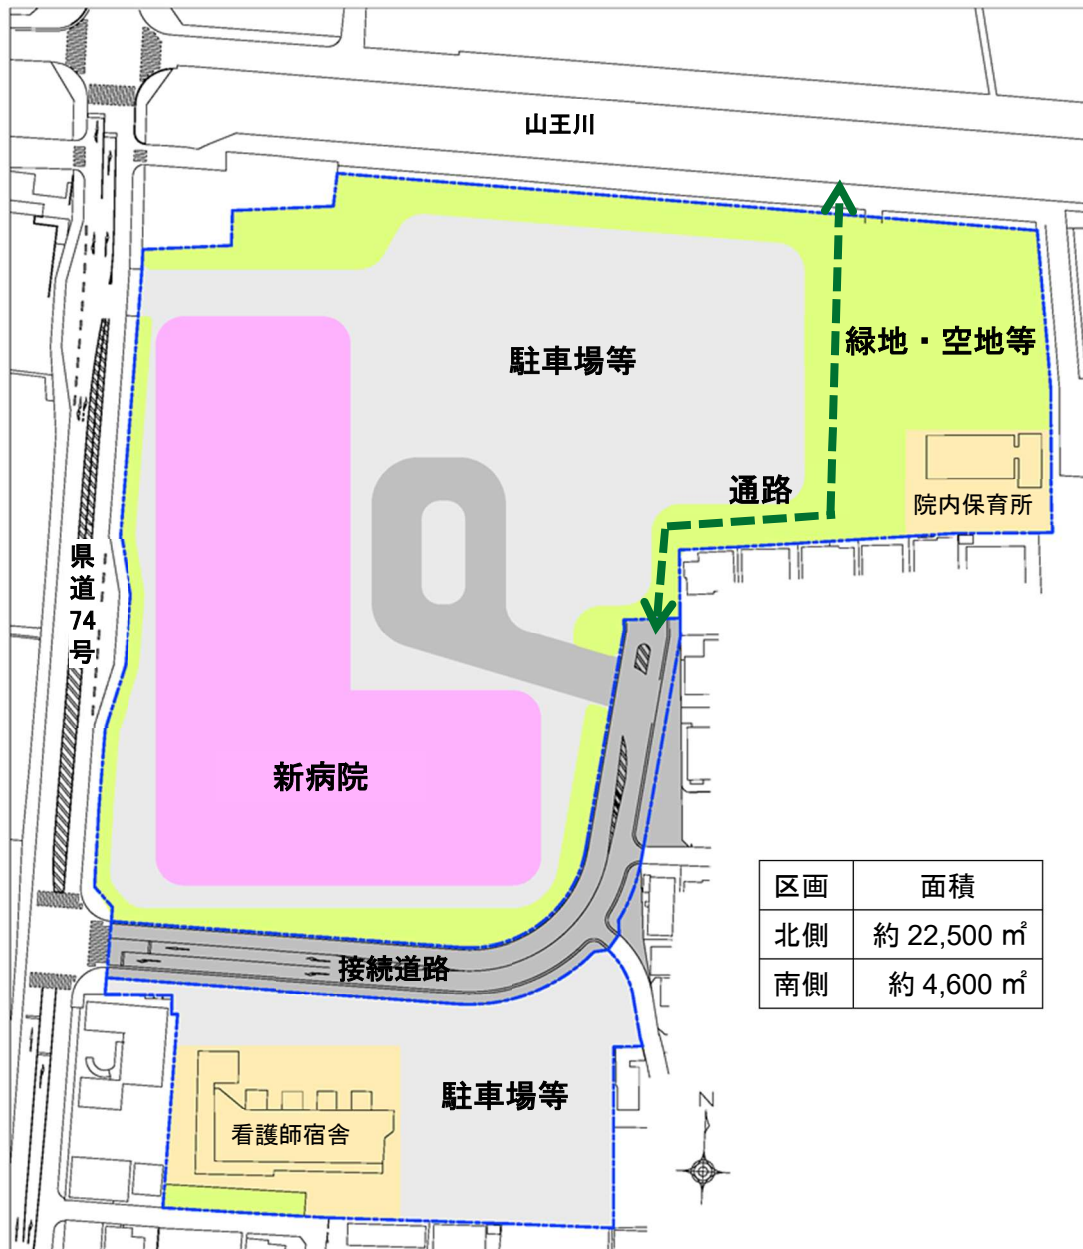 山王川
緑地・空地等
駐車場等
通路
院内保育所
県道74号
新病院
区画 面積
北側 約 22,500 ㎡
南側 約 4,600 ㎡
接続道路
駐車場等
N
看護師宿舎